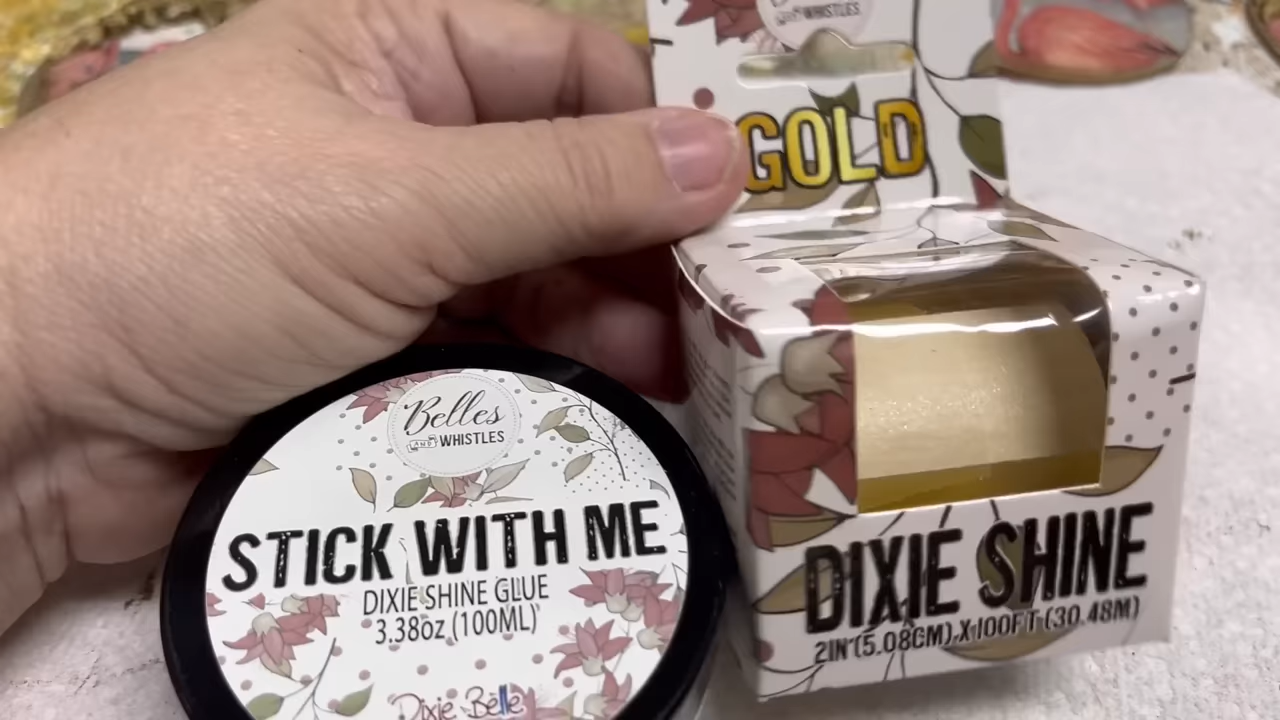 WHISTLES
GOLD
Belles
AND WHISTLES
STICK WITH ME
DIXIE SHINE GLUE
3.38oz (100ML)
Dixie Belle
DIXIE SHINE
2IN (5.08CM) X 100FT (30.48M)